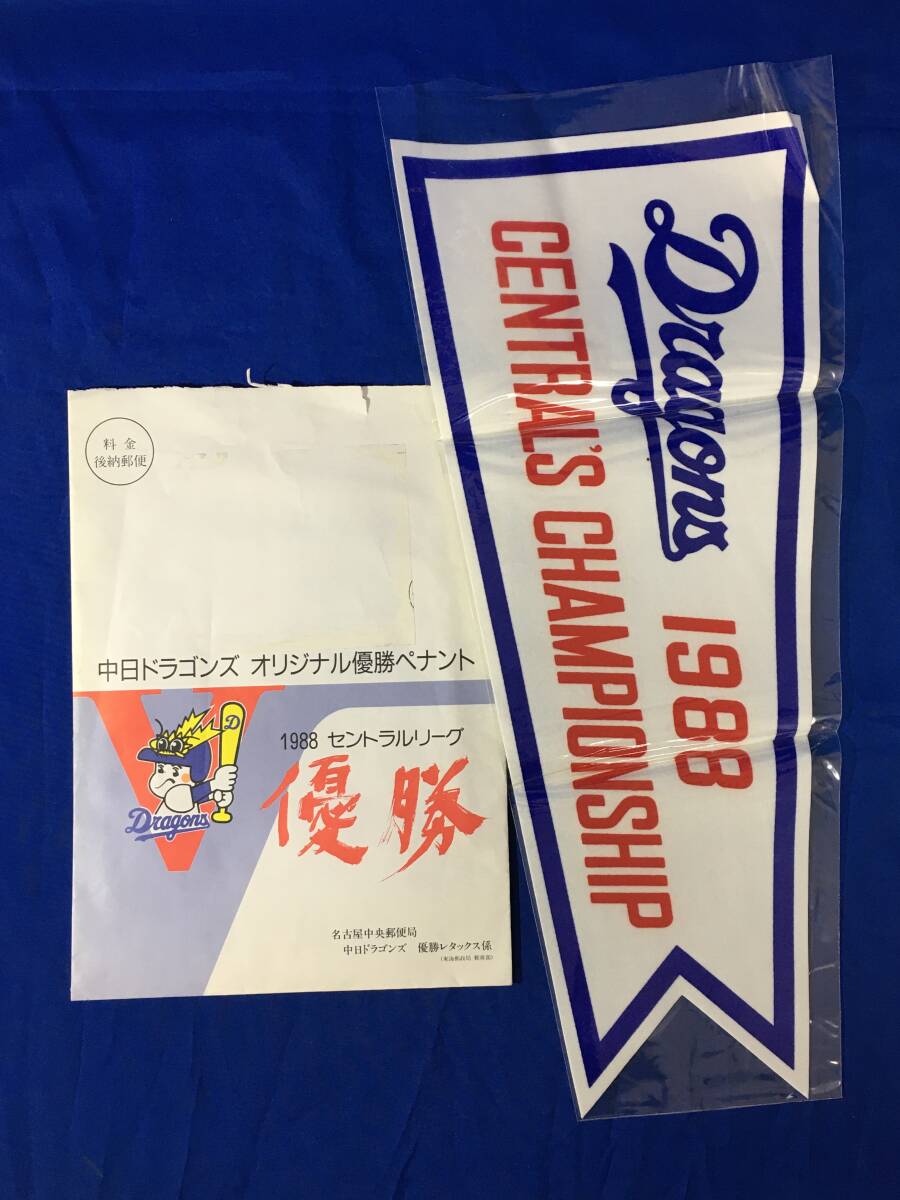 料金
後納郵便
中日ドラゴンズ オリジナル優勝ペナント
1988 セントラルリーグ
優勝
D
Dragons
名古屋中央郵便局
中日ドラゴンズ 優勝レタックス係
Dragons 1988
CENTRAL'S CHAMPIONSHIP